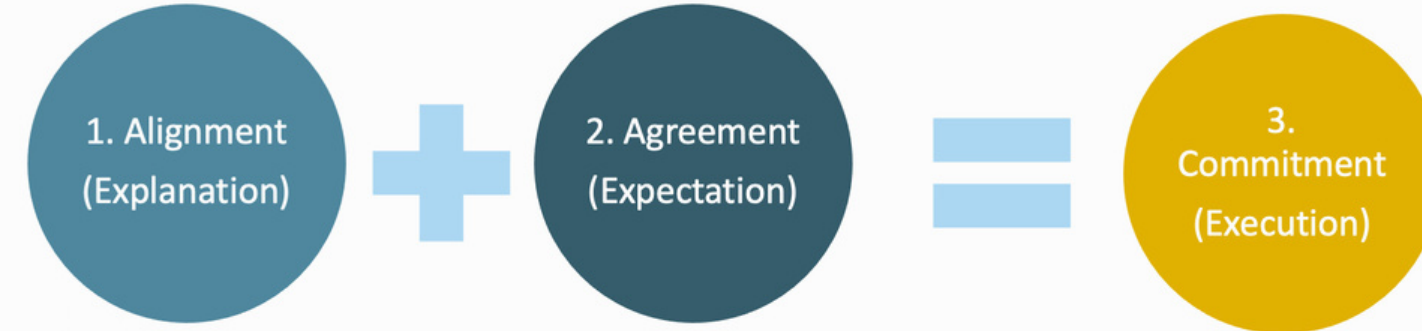 1. Alignment
(Explanation)
2. Agreement
(Expectation)
3.
Commitment
(Execution)